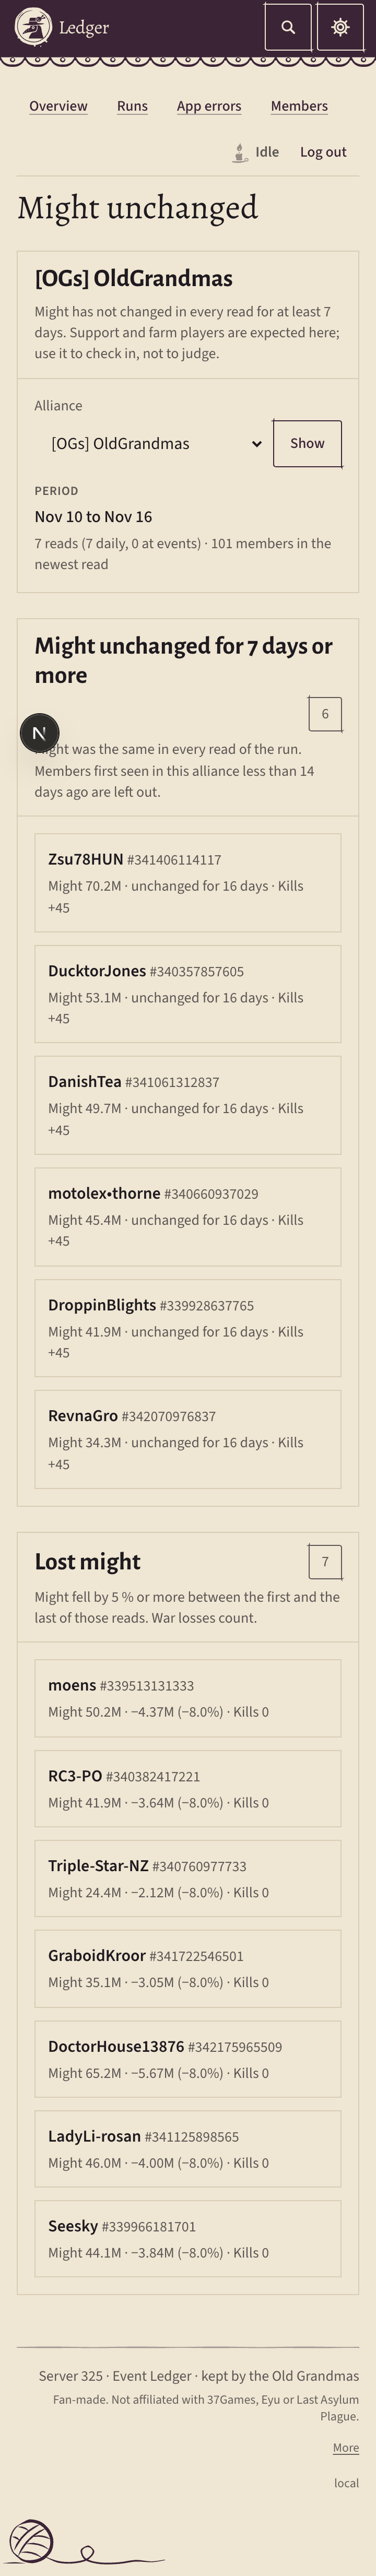 Ledger
Overview Runs App errors Members
Idle Log out
Might unchanged
[OGs] OldGrandmas
Might has not changed in every read for at least 7
days. Support and farm players are expected here;
use it to check in, not to judge.
Alliance
[OGs] OldGrandmas Show
PERIOD
Nov 10 to Nov 16
7 reads (7 daily, 0 at events) · 101 members in the
newest read
Might unchanged for 7 days or
more
6
N
was the same in every read of the run.
Members first seen in this alliance less than 14
days ago are left out.
Zsu78HUN #341406114117
Might 70.2M · unchanged for 16 days · Kills
+45
DucktorJones #340357857605
Might 53.1M · unchanged for 16 days · Kills
+45
DanishTea #341061312837
Might 49.7M · unchanged for 16 days · Kills
+45
motolex•thorne #340660937029
Might 45.4M · unchanged for 16 days · Kills
+45
DroppinBlights #339928637765
Might 41.9M · unchanged for 16 days · Kills
+45
RevnaGro #342070976837
Might 34.3M · unchanged for 16 days · Kills
+45
Lost might 7
Might fell by 5 % or more between the first and the
last of those reads. War losses count.
moens #339513131333
Might 50.2M · −4.37M (−8.0%) · Kills 0
RC3-PO #340382417221
Might 41.9M · −3.64M (−8.0%) · Kills 0
Triple-Star-NZ #340760977733
Might 24.4M · −2.12M (−8.0%) · Kills 0
GraboidKroor #341722546501
Might 35.1M · −3.05M (−8.0%) · Kills 0
DoctorHouse13876 #342175965509
Might 65.2M · −5.67M (−8.0%) · Kills 0
LadyLi-rosan #341125898565
Might 46.0M · −4.00M (−8.0%) · Kills 0
Seesky #339966181701
Might 44.1M · −3.84M (−8.0%) · Kills 0
Server 325 · Event Ledger · kept by the Old Grandmas
Fan-made. Not affiliated with 37Games, Eyu or Last Asylum
Plague.
More
local